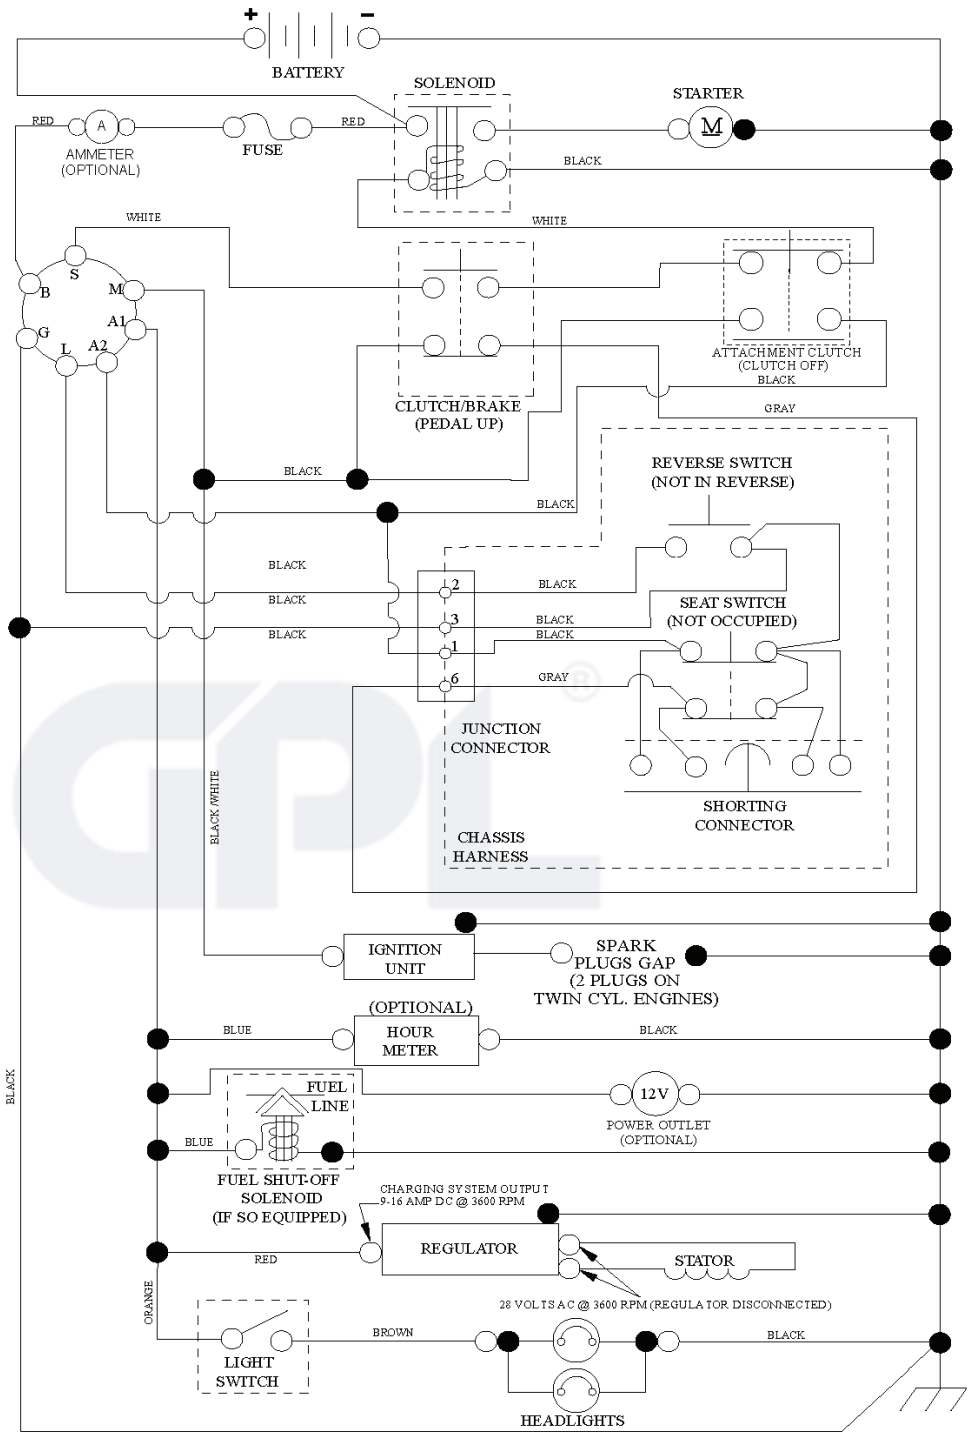 + −
BATTERY
SOLENOID
STARTER
RED
A
RED
M
AMMETER
(OPTIONAL)
FUSE
BLACK
WHITE
WHITE
S
B
M
A1
G
L
A2
ATTACHMENT CLUTCH
(CLUTCH OFF)
BLACK
CLUTCH/BRAKE
(PEDAL UP)
GRAY
REVERSE SWITCH
(NOT IN REVERSE)
BLACK
BLACK
BLACK
2
BLACK
BLACK
SEAT SWITCH
(NOT OCCUPIED)
3
BLACK
BLACK
BLACK
1
6
GRAY
®
GPL
JUNCTION
CONNECTOR
BLACK/WHITE
SHORTING
CONNECTOR
CHASSIS
HARNESS
IGNITION
UNIT
SPARK
PLUGS GAP
(2 PLUGS ON
TWIN CYL. ENGINES)
(OPTIONAL)
HOUR
METER
BLUE
BLACK
BLACK
FUEL
LINE
12V
POWER OUTLET
(OPTIONAL)
BLUE
FUEL SHUT-OFF
SOLENOID
(IF SO EQUIPPED)
CHARGING SYSTEM OUTPUT
9-16 AMP DC @ 3600 RPM
REGULATOR
STATOR
RED
28 VOLTS AC @ 3600 RPM (REGULATOR DISCONNECTED)
ORANGE
BROWN
BLACK
LIGHT
SWITCH
HEADLIGHTS